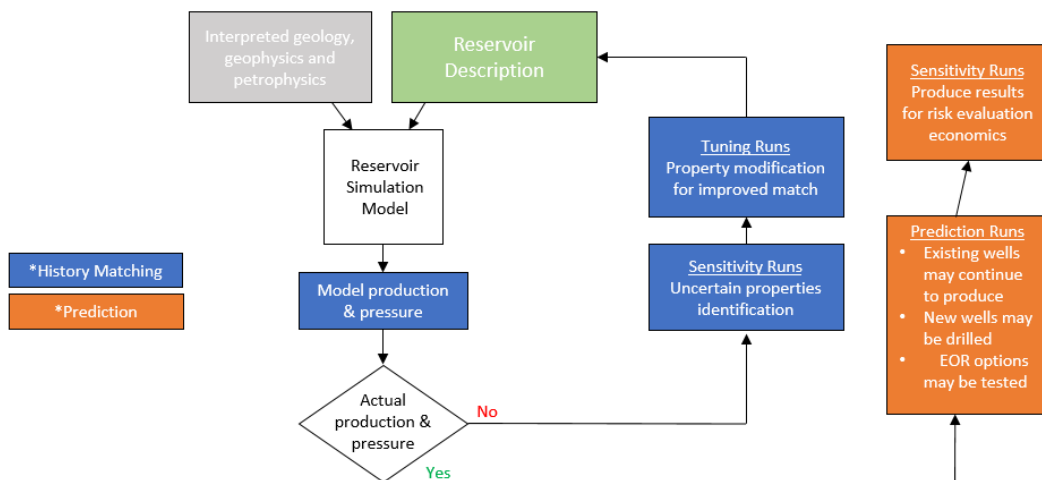 Interpreted geology,
geophysics and
petrophysics
Reservoir
Description
Reservoir
Simulation
Model
*History Matching
*Prediction
Model production
& pressure
Actual
production &
pressure
No
Yes
Sensitivity Runs
Uncertain properties
identification
Tuning Runs
Property modification
for improved match
Prediction Runs
• Existing wells
may continue
to produce
• New wells may
be drilled
• EOR options
may be tested
Sensitivity Runs
Produce results
for risk evaluation
economics